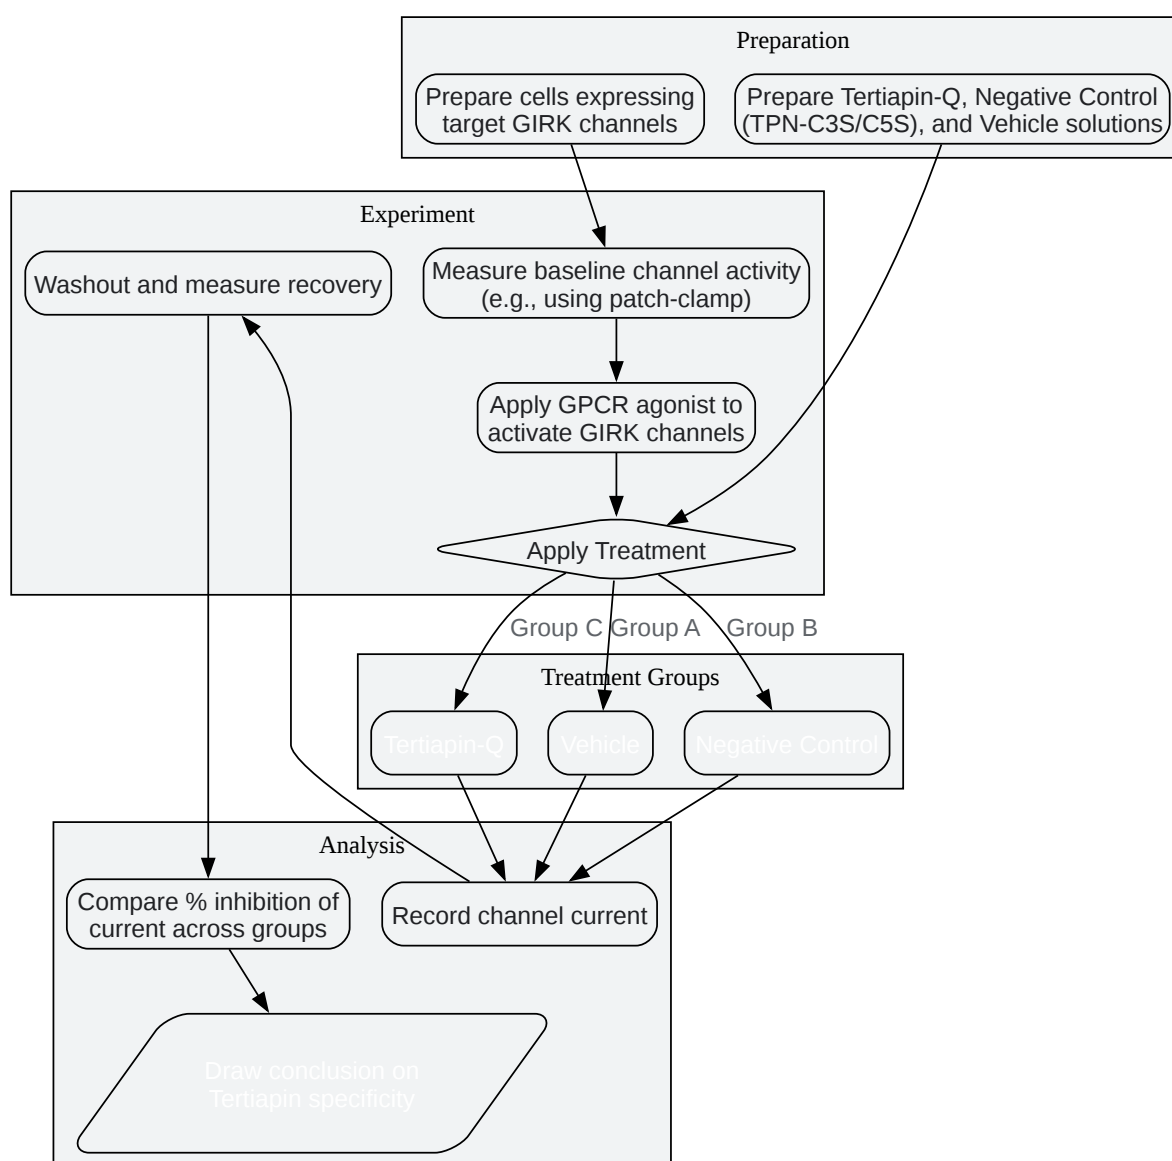 Preparation
Prepare cells expressing
target GIRK channels
Prepare Tertiapin-Q, Negative Control
(TPN-C3S/C5S), and Vehicle solutions
Experiment
Washout and measure recovery
Measure baseline channel activity
(e.g., using patch-clamp)
Apply GPCR agonist to
activate GIRK channels
Apply Treatment
Group C
Group A
Group B
Treatment Groups
Tertiapin-Q
Vehicle
Negative Control
Analysis
Compare % inhibition of
current across groups
Record channel current
Draw conclusion on
Tertiapin specificity